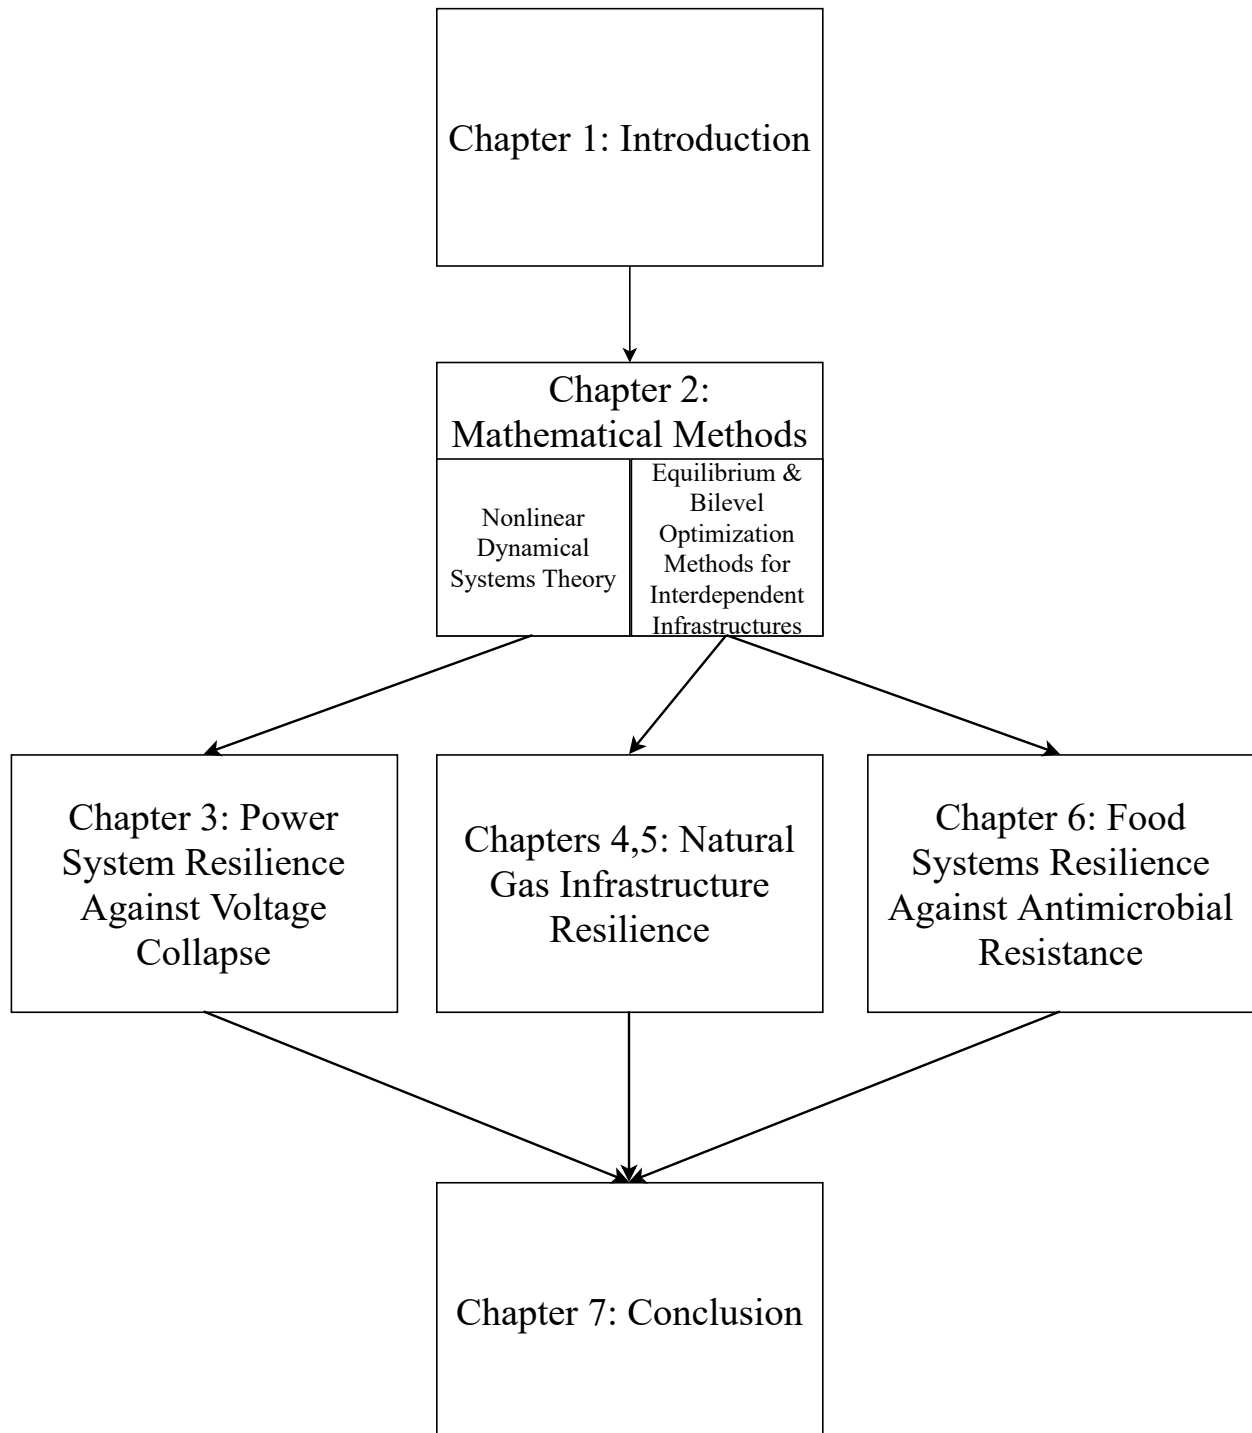 Chapter 1: Introduction
Chapter 2:
Mathematical Methods
Nonlinear
Dynamical
Systems Theory
Equilibrium &
Bilevel
Optimization
Methods for
Interdependent
Infrastructures
Chapter 3: Power
System Resilience
Against Voltage
Collapse
Chapters 4,5: Natural
Gas Infrastructure
Resilience
Chapter 6: Food
Systems Resilience
Against Antimicrobial
Resistance
Chapter 7: Conclusion